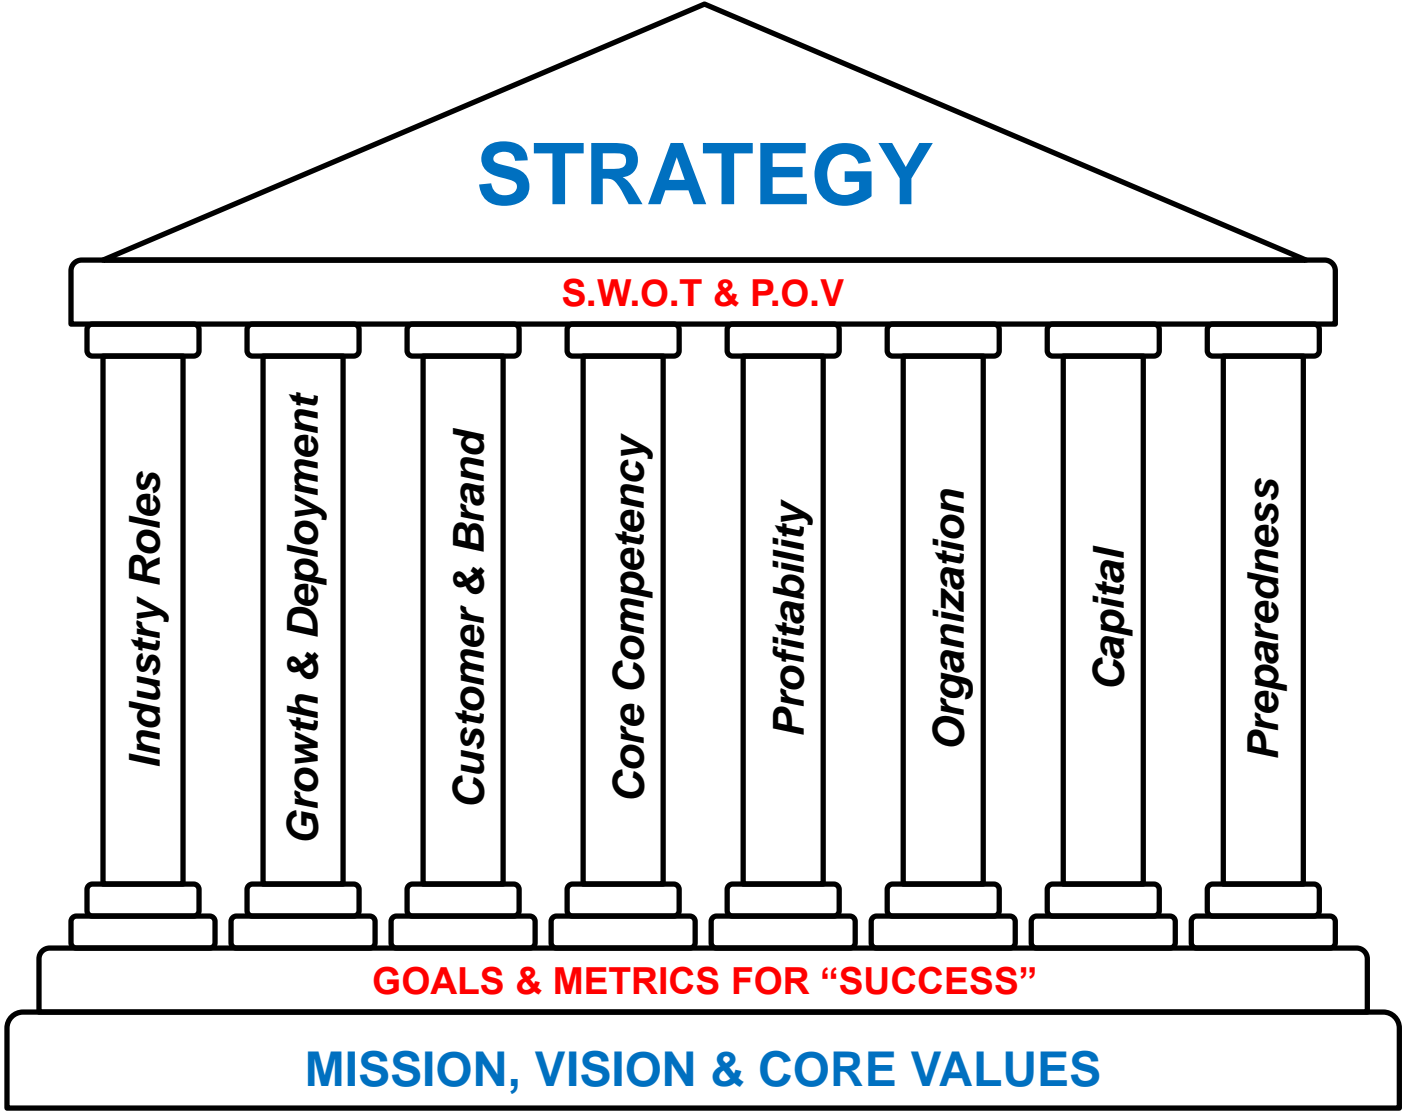 STRATEGY
S.W.O.T & P.O.V
Industry Roles
Growth & Deployment
Customer & Brand
Core Competency
Profitability
Organization
Capital
Preparedness
GOALS & METRICS FOR “SUCCESS”
MISSION, VISION & CORE VALUES